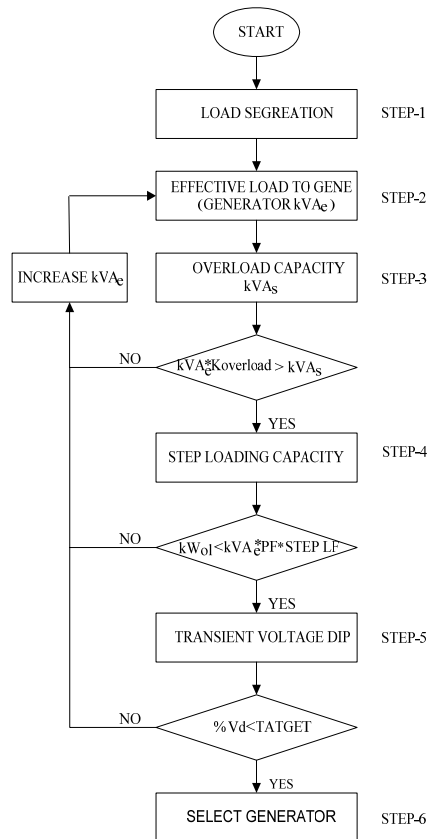 START
LOAD SEGREATION
STEP-1
EFFECTIVE LOAD TO GENE
(GENERATOR kVAe)
STEP-2
OVERLOAD CAPACITY
kVAs
STEP-3
INCREASE kVAe
NO
kVAe*Koverload > kVAs
YES
STEP LOADING CAPACITY
STEP-4
NO
kWol<kVAe*PF*STEP LF
YES
TRANSIENT VOLTAGE DIP
STEP-5
NO
%Vd<TATGET
YES
SELECT GENERATOR
STEP-6